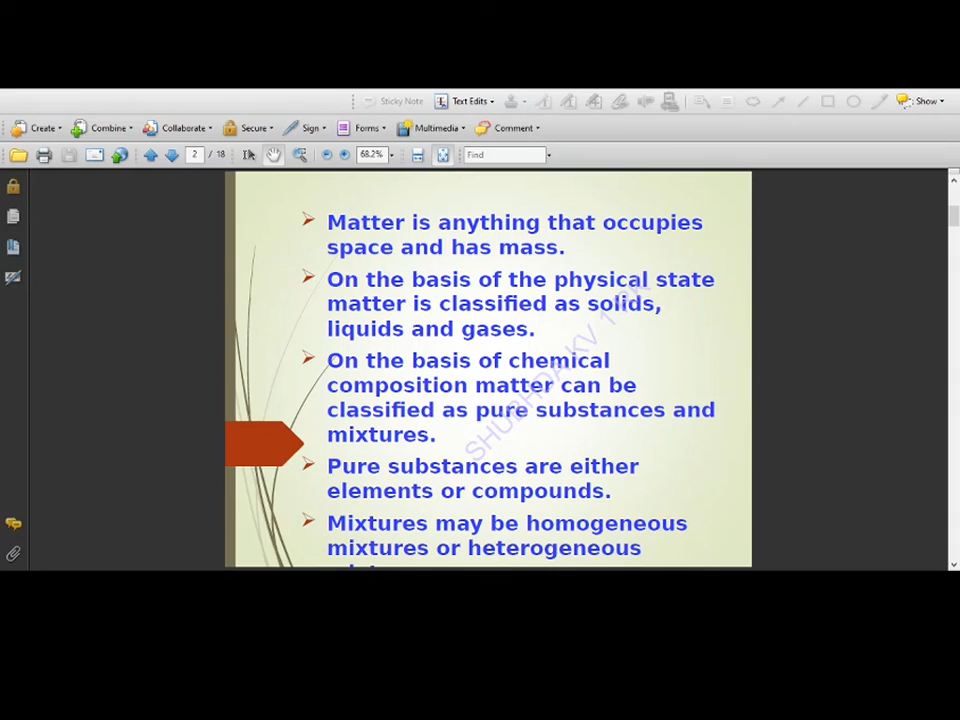 Sticky Note Text Edits Show
Create Combine Collaborate Secure Sign Forms Multimedia Comment
2 / 18 68.2% Find
Matter is anything that occupies
space and has mass.
On the basis of the physical state
matter is classified as solids,
liquids and gases.
On the basis of chemical
composition matter can be
classified as pure substances and
mixtures.
Pure substances are either
elements or compounds.
Mixtures may be homogeneous
mixtures or heterogeneous